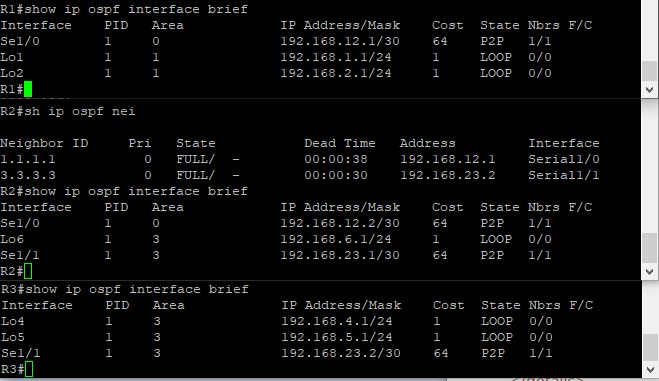 R1#show ip ospf interface brief
Interface    PID   Area            IP Address/Mask    Cost  State Nbrs F/C
Se1/0        1     0               192.168.12.1/30    64    P2P   1/1
Lo1          1     1               192.168.1.1/24     1     LOOP  0/0
Lo2          1     1               192.168.2.1/24     1     LOOP  0/0
R1#
R2#sh ip ospf nei
Neighbor ID     Pri   State           Dead Time   Address         Interface
1.1.1.1           0   FULL/  -        00:00:38    192.168.12.1    Serial1/0
3.3.3.3           0   FULL/  -        00:00:30    192.168.23.2    Serial1/1
R2#show ip ospf interface brief
Interface    PID   Area            IP Address/Mask    Cost  State Nbrs F/C
Se1/0        1     0               192.168.12.2/30    64    P2P   1/1
Lo6          1     3               192.168.6.1/24     1     LOOP  0/0
Se1/1        1     3               192.168.23.1/30    64    P2P   1/1
R2#
R3#show ip ospf interface brief
Interface    PID   Area            IP Address/Mask    Cost  State Nbrs F/C
Lo4          1     3               192.168.4.1/24     1     LOOP  0/0
Lo5          1     3               192.168.5.1/24     1     LOOP  0/0
Se1/1        1     3               192.168.23.2/30    64    P2P   1/1
R3#